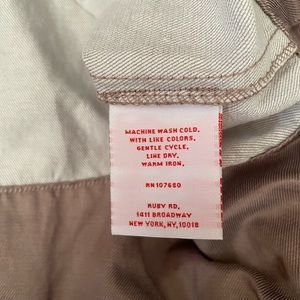 MACHINE WASH COLD.
WITH LIKE COLORS.
GENTLE CYCLE.
LINE DRY.
WARM IRON.
RN107660
RUBY RD.
1411 BROADWAY
NEW YORK, NY, 10018